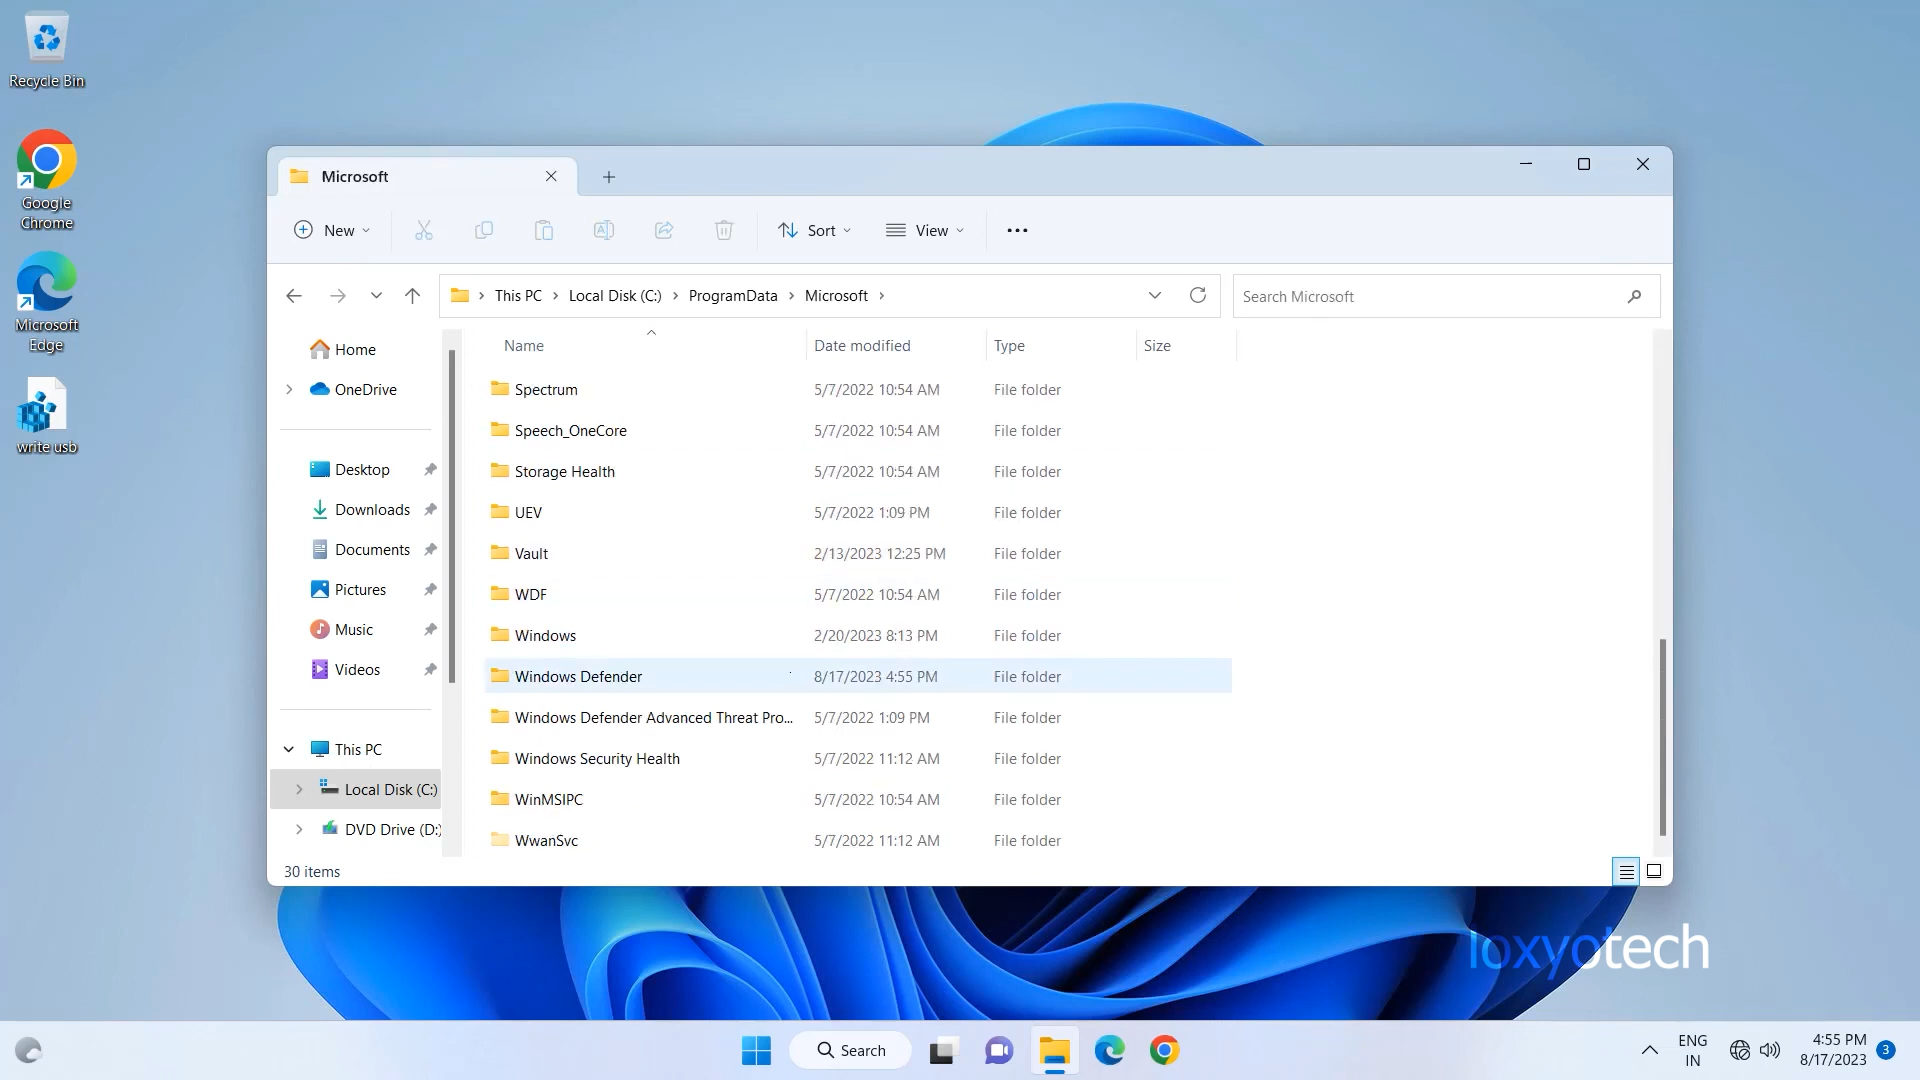 Recycle Bin
Google
Chrome
Microsoft
Edge
write usb
Microsoft
New
Sort
View
This PC
Local Disk (C:)
ProgramData
Microsoft
Search Microsoft
Home
OneDrive
Desktop
Downloads
Documents
Pictures
Music
Videos
This PC
Local Disk (C:)
DVD Drive (D:)
Name Date modified Type Size
Spectrum 5/7/2022 10:54 AM File folder
Speech_OneCore 5/7/2022 10:54 AM File folder
Storage Health 5/7/2022 10:54 AM File folder
UEV 5/7/2022 1:09 PM File folder
Vault 2/13/2023 12:25 PM File folder
WDF 5/7/2022 10:54 AM File folder
Windows 2/20/2023 8:13 PM File folder
Windows Defender 8/17/2023 4:55 PM File folder
Windows Defender Advanced Threat Pro... 5/7/2022 1:09 PM File folder
Windows Security Health 5/7/2022 11:12 AM File folder
WinMSIPC 5/7/2022 10:54 AM File folder
WwanSvc 5/7/2022 11:12 AM File folder
30 items
loxyotech
Search
ENG
IN
4:55 PM
8/17/2023
3